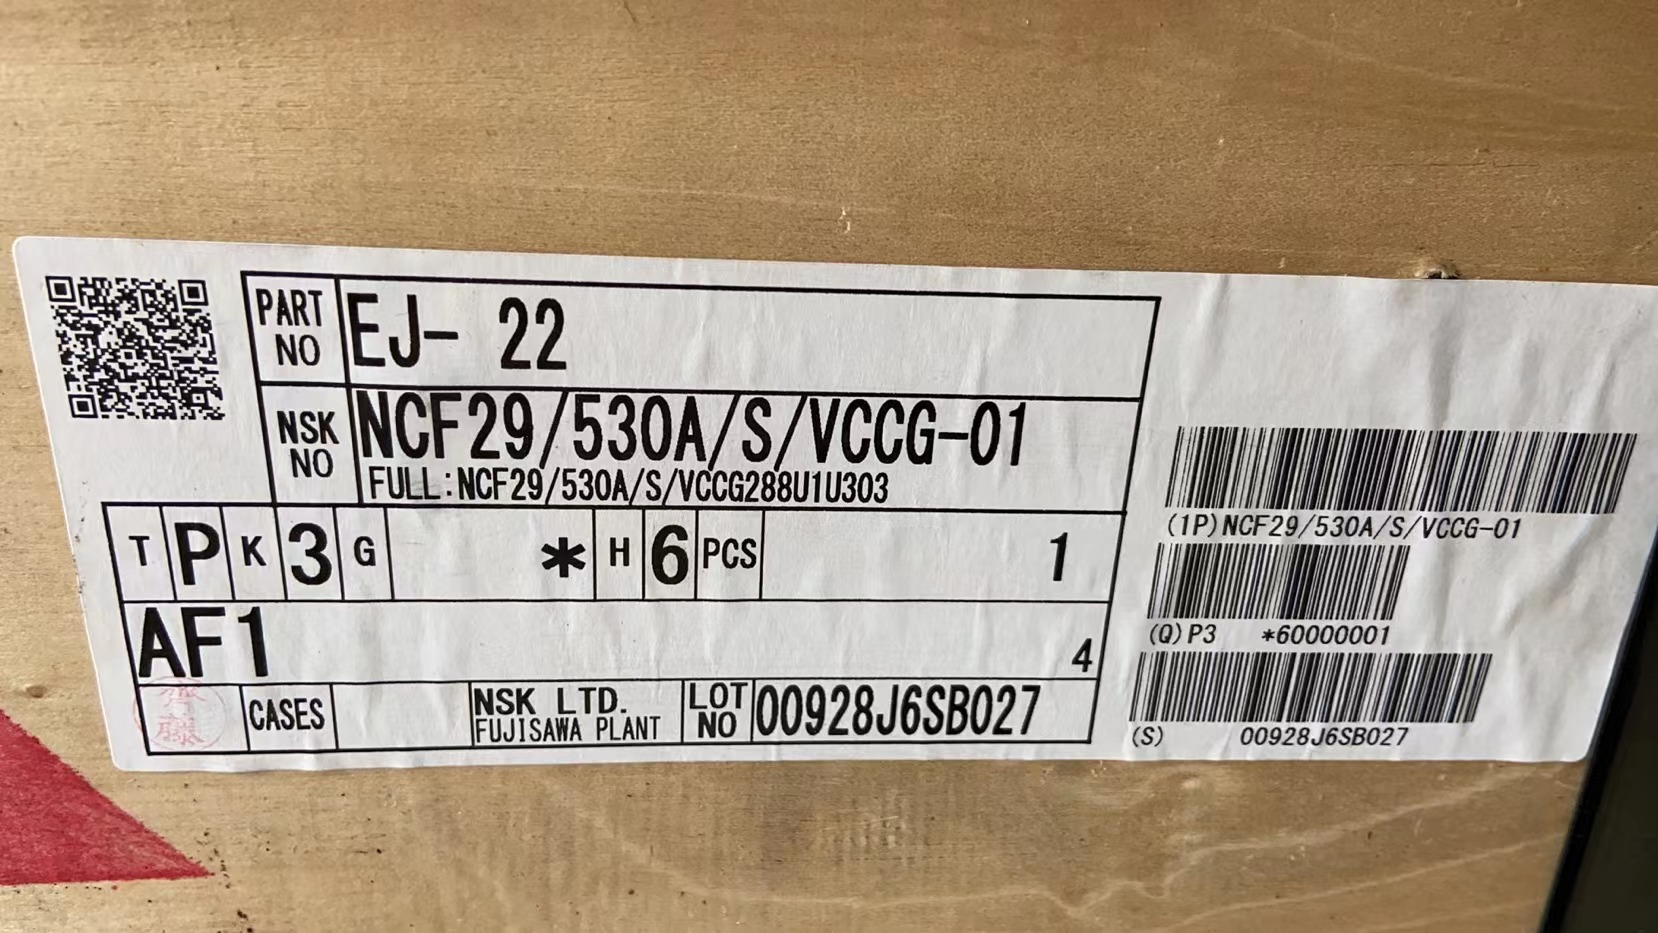 PART NO EJ- 22
NSK NO NCF29/530A/S/VCCG-01
FULL:NCF29/530A/S/VCCG288U1U303
T P K 3 G * H 6 PCS 1
AF1 4
藤
CASES
NSK LTD.
FUJISAWA PLANT
LOT NO 00928J6SB027
(1P)NCF29/530A/S/VCCG-01
(Q)P3 *60000001
(S) 00928J6SB027